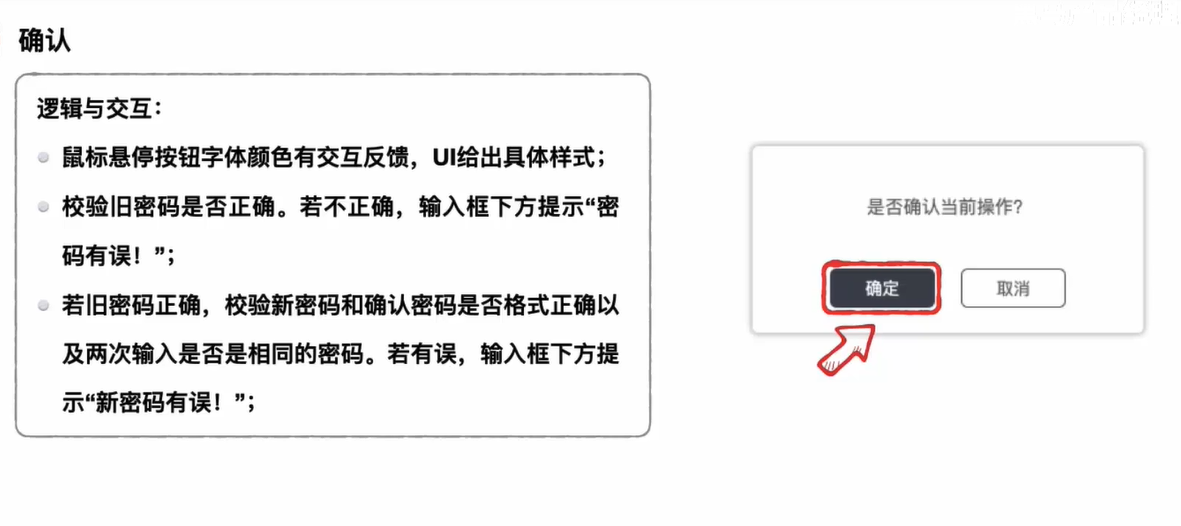 确认
逻辑与交互：
鼠标悬停按钮字体颜色有交互反馈，UI给出具体样式；
校验旧密码是否正确。若不正确，输入框下方提示“密
码有误！”；
若旧密码正确，校验新密码和确认密码是否格式正确以
及两次输入是否是相同的密码。若有误，输入框下方提
示“新密码有误！”；
是否确认当前操作?
确定
取消